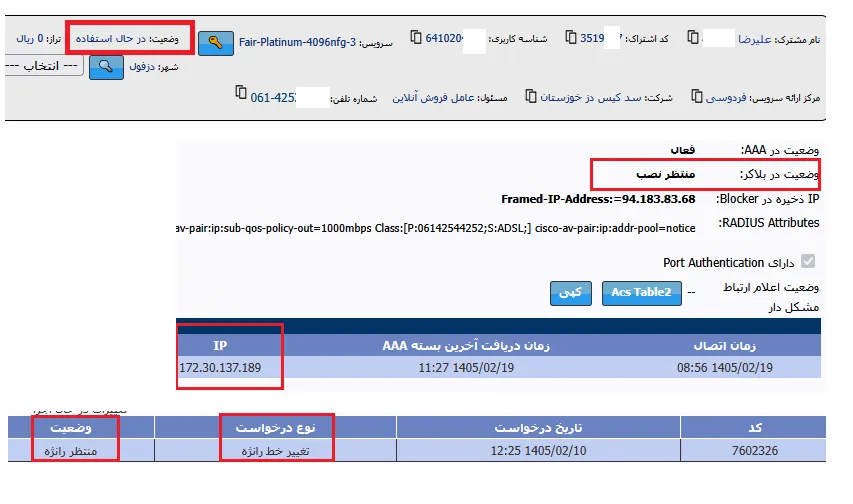 نام مشترک: علیرضا کد اشتراک: 3519 7 شناسه کاربری: 641020 سرویس: Fair-Platinum-4096nfg-3 وضعیت: در حال استفاده تراز: 0 ریال
شهر: دزفول --- انتخاب ---
مرکز ارائه سرویس: فردوسی شرکت: سد کیس دز خوزستان مسئول: عامل فروش آنلاین شماره تلفن: 061-425
وضعیت در AAA: فعال
وضعیت در بلاکر: منتظر نصب
IP ذخیره در Blocker: Framed-IP-Address:=94.183.83.68
RADIUS Attributes: av-pair:ip:sub-qos-policy-out=1000mbps Class:[P:06142544252;S:ADSL;] cisco-av-pair:ip:addr-pool=notice
دارای Port Authentication
وضعیت اعلام ارتباط مشکل دار -- Acs Table2 کپی
زمان اتصال زمان دریافت آخرین بسته AAA IP
08:56 1405/02/19 11:27 1405/02/19 172.30.137.189
کد تاریخ درخواست نوع درخواست وضعیت
7602326 12:25 1405/02/10 تغییر خط رانژه منتظر رانژه